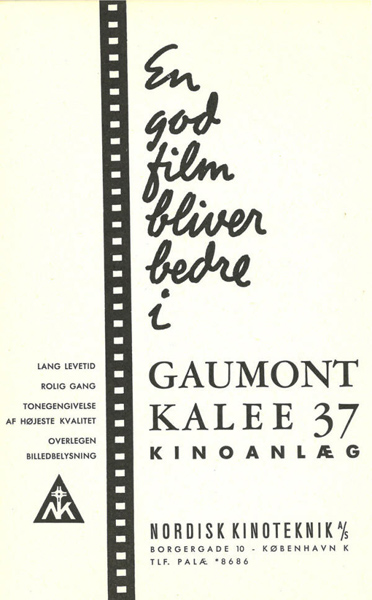 En
god
film
bliver
bedre
i
GAUMONT
KALEE 37
KINOANLÆG
LANG LEVETID
ROLIG GANG
TONEGENGIVELSE
AF HØJESTE KVALITET
OVERLEGEN
BILLEDBELYSNING
NK
NORDISK KINOTEKNIK A/S
BORGERGADE 10 - KØBENHAVN K
TLF. PALÆ *8686